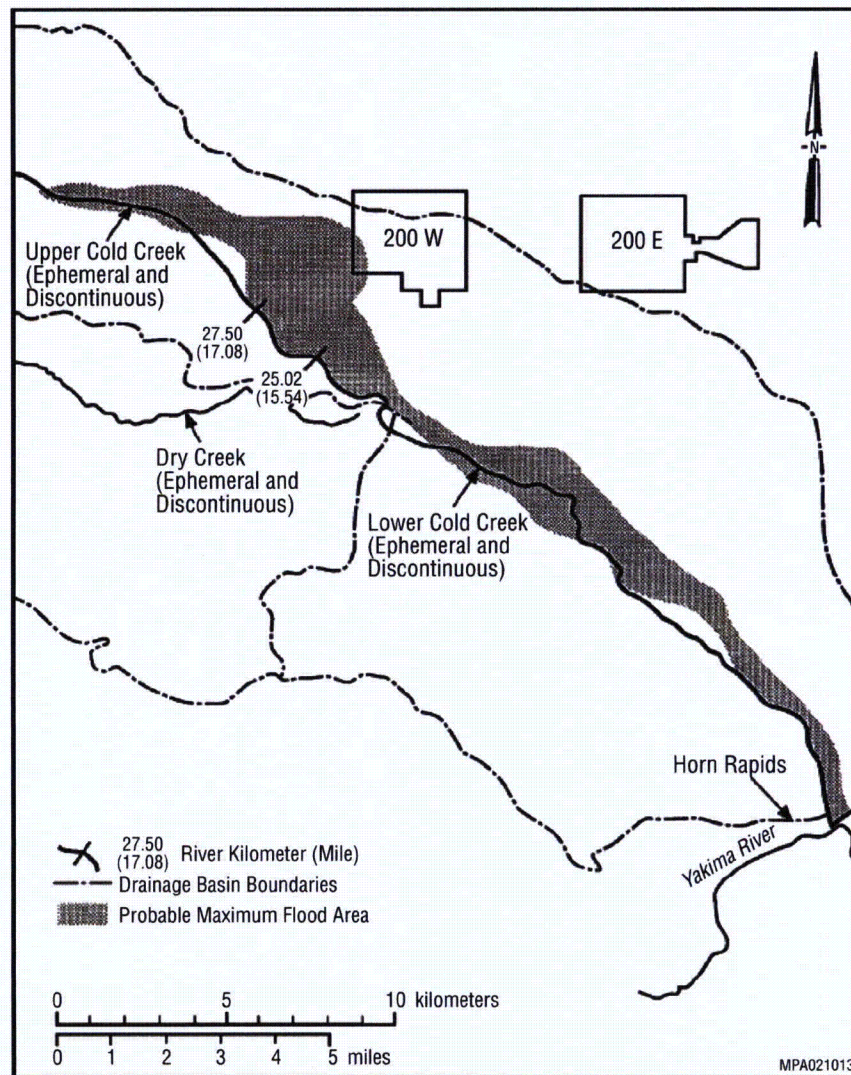 N
200 W
200 E
Upper Cold Creek
(Ephemeral and
Discontinuous)
27.50
(17.08)
25.02
(15.54)
Dry Creek
(Ephemeral and
Discontinuous)
Lower Cold Creek
(Ephemeral and
Discontinuous)
Horn Rapids
Yakima River
27.50
(17.08) River Kilometer (Mile)
Drainage Basin Boundaries
Probable Maximum Flood Area
0 5 10 kilometers
0 1 2 3 4 5 miles
MPA021013